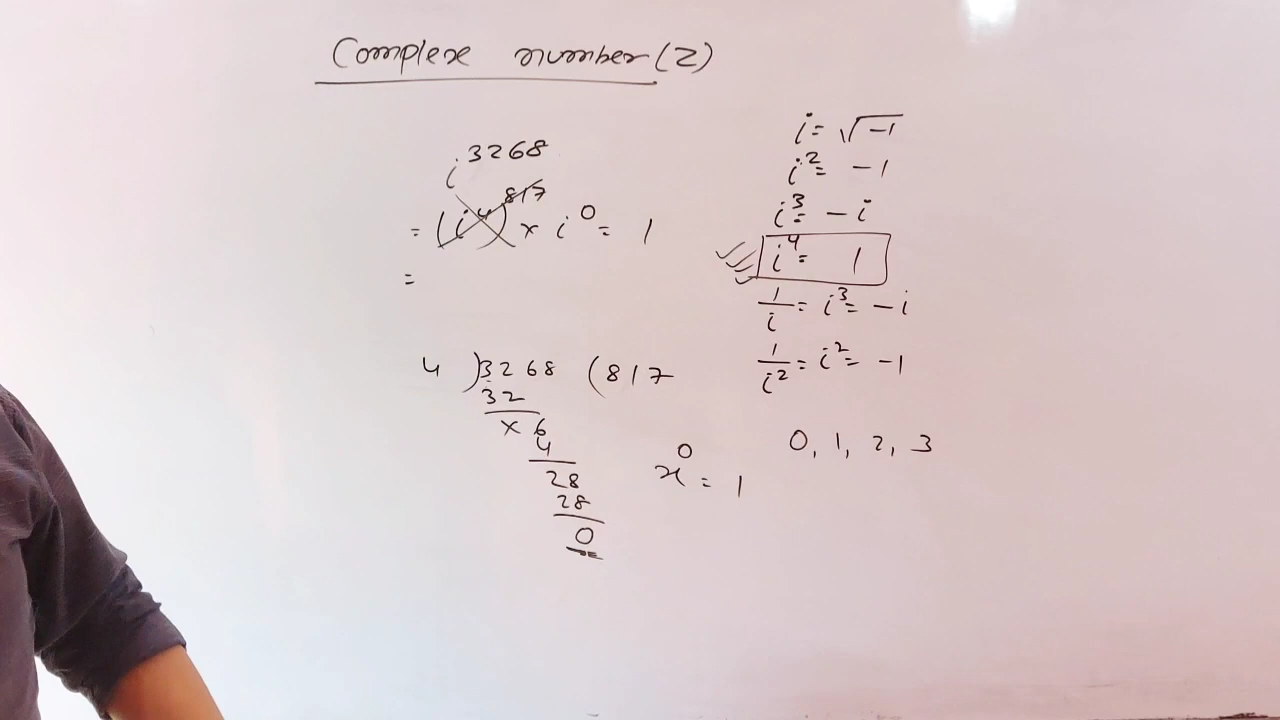 Complex number (Z)
i^3268
= (i^4)^817 × i^0 = 1
=
i = √-1
i^2 = -1
i^3 = -i
i^4 = 1
1/i = i^3 = -i
1/i^2 = i^2 = -1
4 ) 3268 ( 817
32
× 6
4
28
28
0
x^0 = 1
0, 1, 2, 3